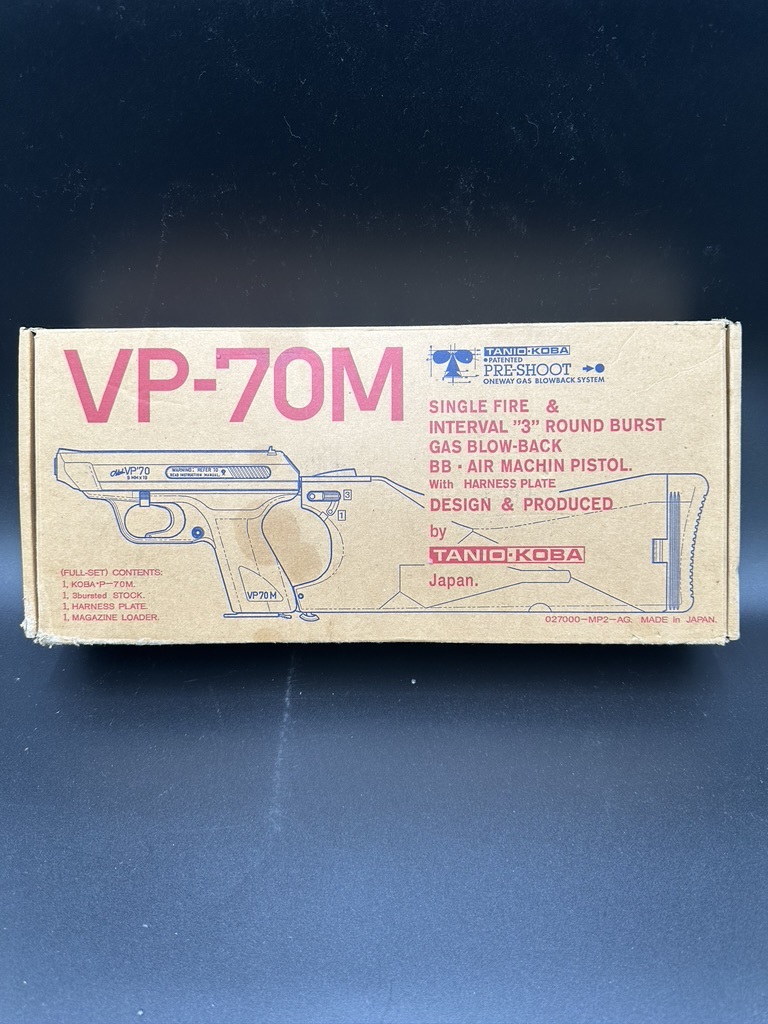 VP-70M
TANIO·KOBA
•PATENTED
PRE-SHOOT
ONEWAY GAS BLOWBACK SYSTEM
SINGLE FIRE &
INTERVAL "3" ROUND BURST
GAS BLOW-BACK
BB·AIR MACHIN PISTOL.
With HARNESS PLATE
DESIGN & PRODUCED
by
TANIO·KOBA
Japan.
VP'70
WARNING: REFER TO
READ INSTRUCTION MANUAL.
3
1
VP70M
(FULL-SET) CONTENTS:
1, KOBA·P-70M.
1, 3bursted STOCK.
1, HARNESS PLATE.
1, MAGAZINE LOADER.
027000-MP2-AG. MADE in JAPAN.